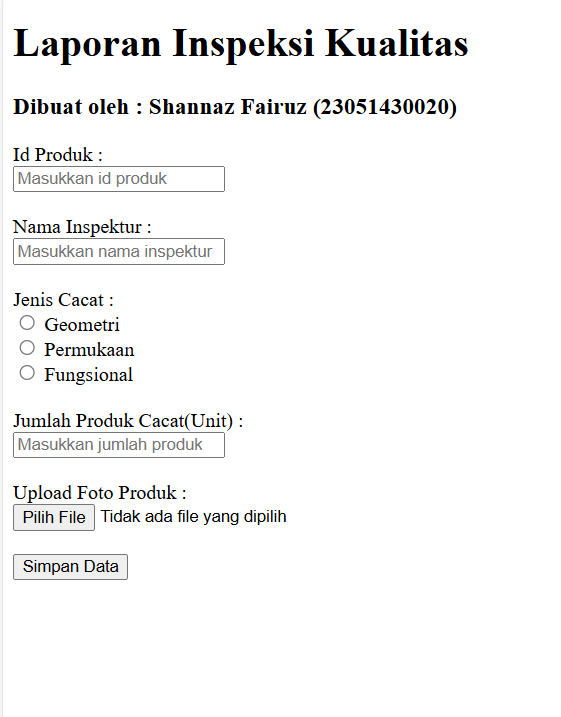 Laporan Inspeksi Kualitas
Dibuat oleh : Shannaz Fairuz (23051430020)
Id Produk :
Masukkan id produk
Nama Inspektur :
Masukkan nama inspektur
Jenis Cacat :
Geometri
Permukaan
Fungsional
Jumlah Produk Cacat(Unit) :
Masukkan jumlah produk
Upload Foto Produk :
Pilih File Tidak ada file yang dipilih
Simpan Data